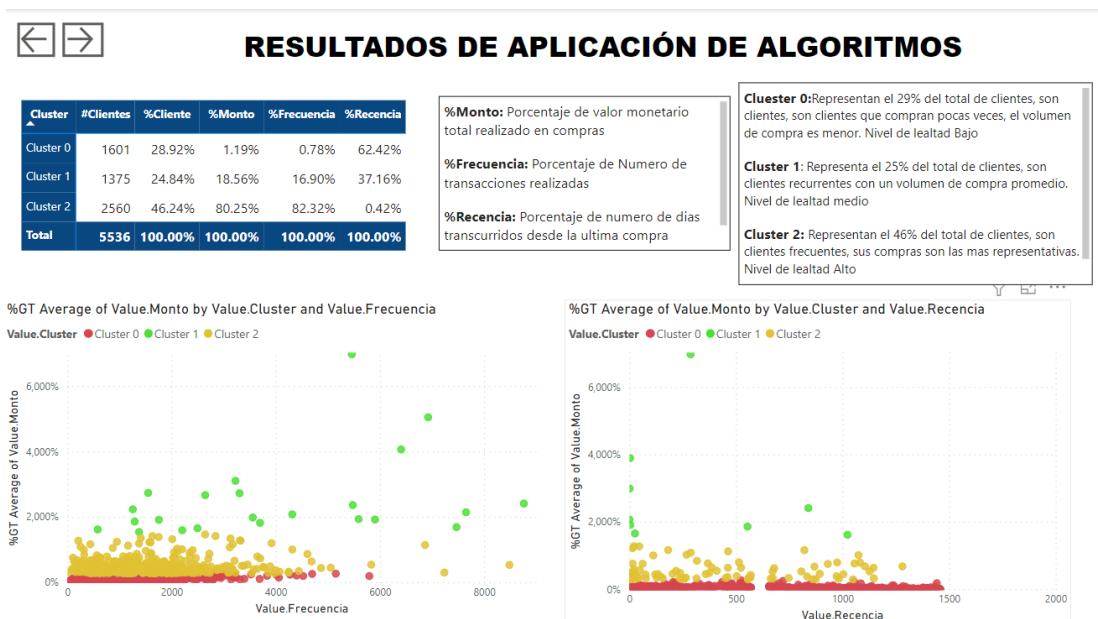 RESULTADOS DE APLICACIÓN DE ALGORITMOS
Cluster #Clientes %Cliente %Monto %Frecuencia %Recencia
Cluster 0 1601 28.92% 1.19% 0.78% 62.42%
Cluster 1 1375 24.84% 18.56% 16.90% 37.16%
Cluster 2 2560 46.24% 80.25% 82.32% 0.42%
Total 5536 100.00% 100.00% 100.00% 100.00%
%Monto: Porcentaje de valor monetario
total realizado en compras
%Frecuencia: Porcentaje de Numero de
transacciones realizadas
%Recencia: Porcentaje de numero de dias
transcurridos desde la ultima compra
Cluester 0:Representan el 29% del total de clientes, son
clientes, son clientes que compran pocas veces, el volumen
de compra es menor. Nivel de lealtad Bajo
Cluster 1: Representa el 25% del total de clientes, son
clientes recurrentes con un volumen de compra promedio.
Nivel de lealtad medio
Cluster 2: Representan el 46% del total de clientes, son
clientes frecuentes, sus compras son las mas representativas.
Nivel de lealtad Alto
%GT Average of Value.Monto by Value.Cluster and Value.Frecuencia
Value.Cluster Cluster 0 Cluster 1 Cluster 2
%GT Average of Value.Monto
6,000%
4,000%
2,000%
0%
0 2000 4000 6000 8000
Value.Frecuencia
%GT Average of Value.Monto by Value.Cluster and Value.Recencia
Value.Cluster Cluster 0 Cluster 1 Cluster 2
%GT Average of Value.Monto
6,000%
4,000%
2,000%
0%
0 500 1000 1500 2000
Value.Recencia